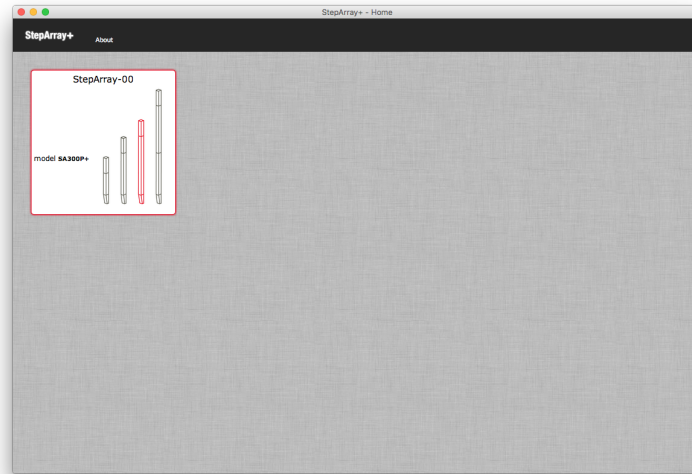 StepArray+ - Home
StepArray+
About
StepArray-00
model SA300P+